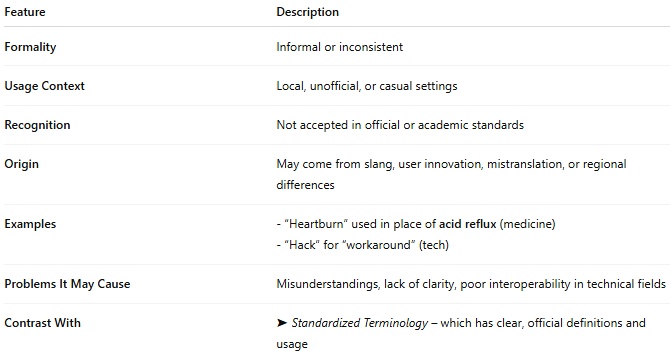 Feature Description
Formality Informal or inconsistent
Usage Context Local, unofficial, or casual settings
Recognition Not accepted in official or academic standards
Origin May come from slang, user innovation, mistranslation, or regional
differences
Examples - “Heartburn” used in place of acid reflux (medicine)
- “Hack” for “workaround” (tech)
Problems It May Cause Misunderstandings, lack of clarity, poor interoperability in technical fields
Contrast With ➤ Standardized Terminology – which has clear, official definitions and
usage